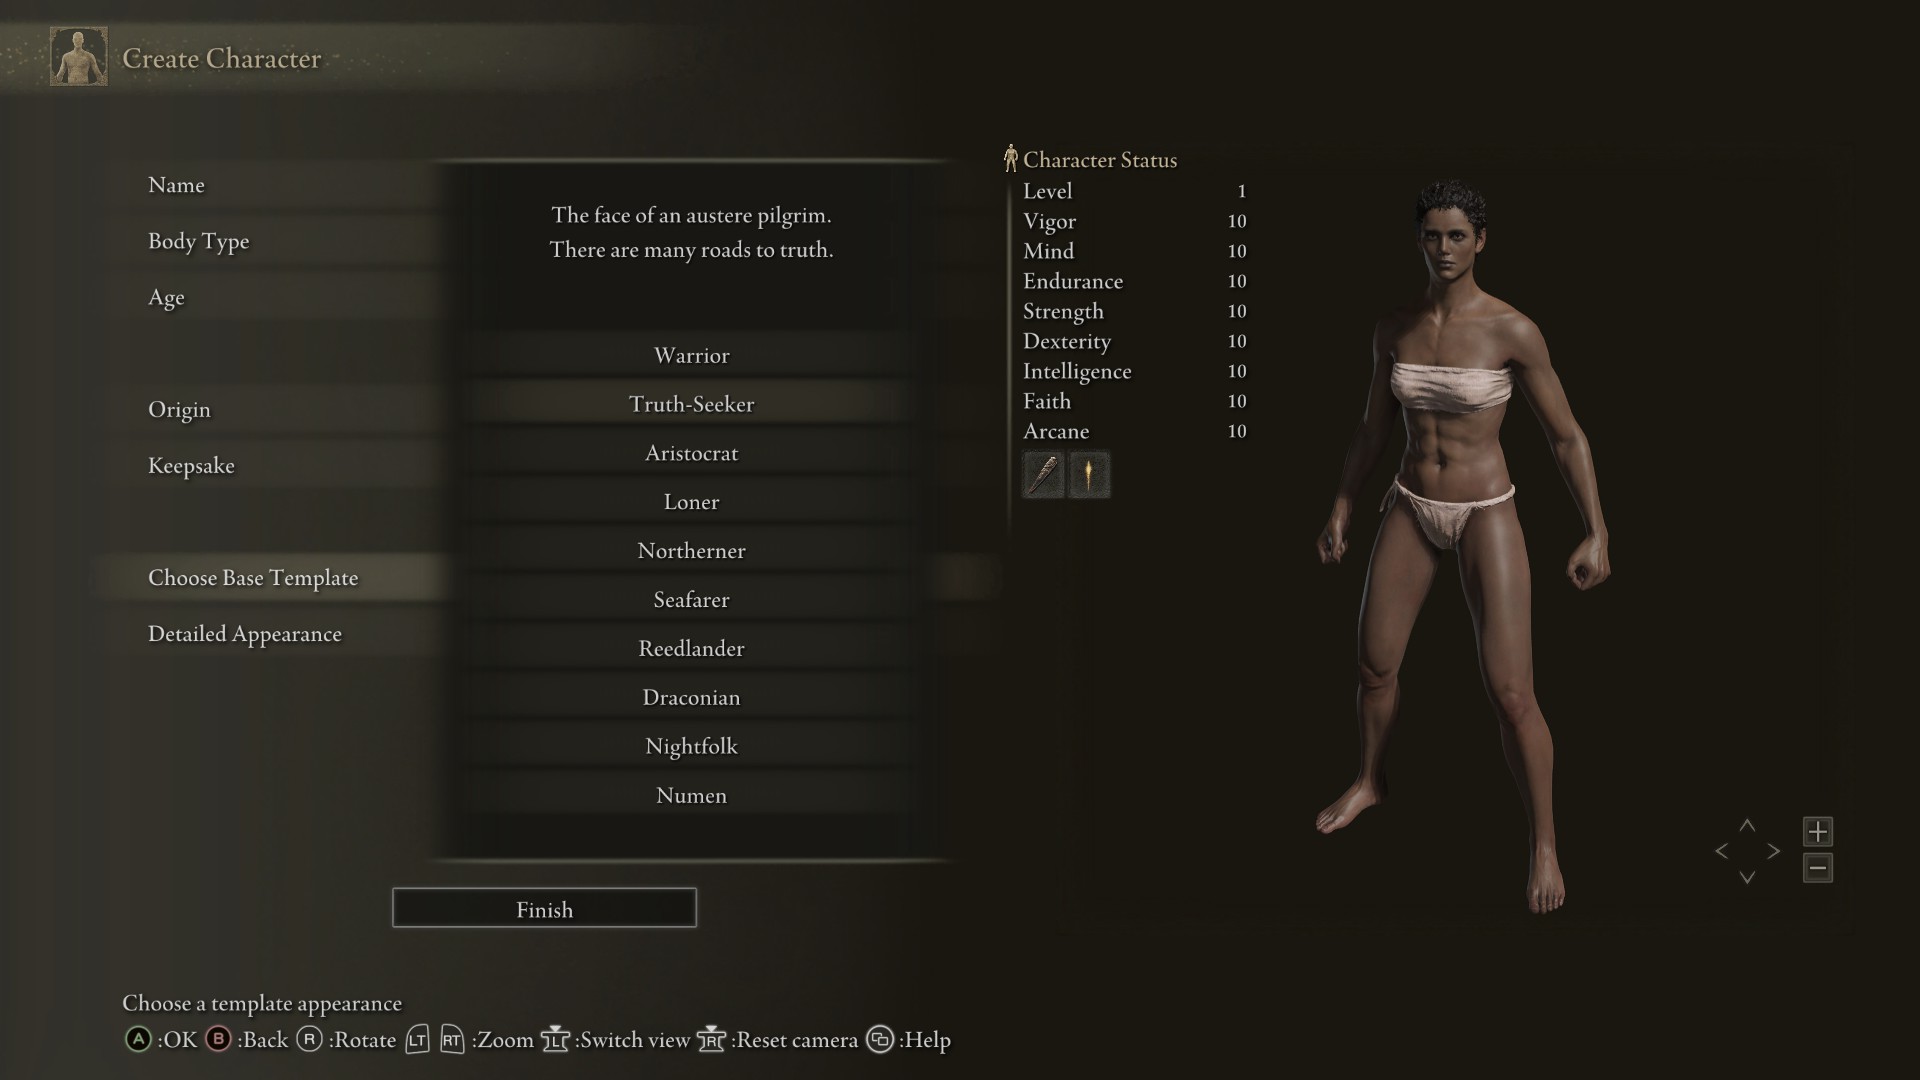 Create Character
Name
Body Type
Age
Origin
Keepsake
Choose Base Template
Detailed Appearance
The face of an austere pilgrim.
There are many roads to truth.
Warrior
Truth-Seeker
Aristocrat
Loner
Northerner
Seafarer
Reedlander
Draconian
Nightfolk
Numen
Finish
Character Status
Level 1
Vigor 10
Mind 10
Endurance 10
Strength 10
Dexterity 10
Intelligence 10
Faith 10
Arcane 10
Choose a template appearance
A :OK B :Back R :Rotate LT RT :Zoom L :Switch view R :Reset camera :Help